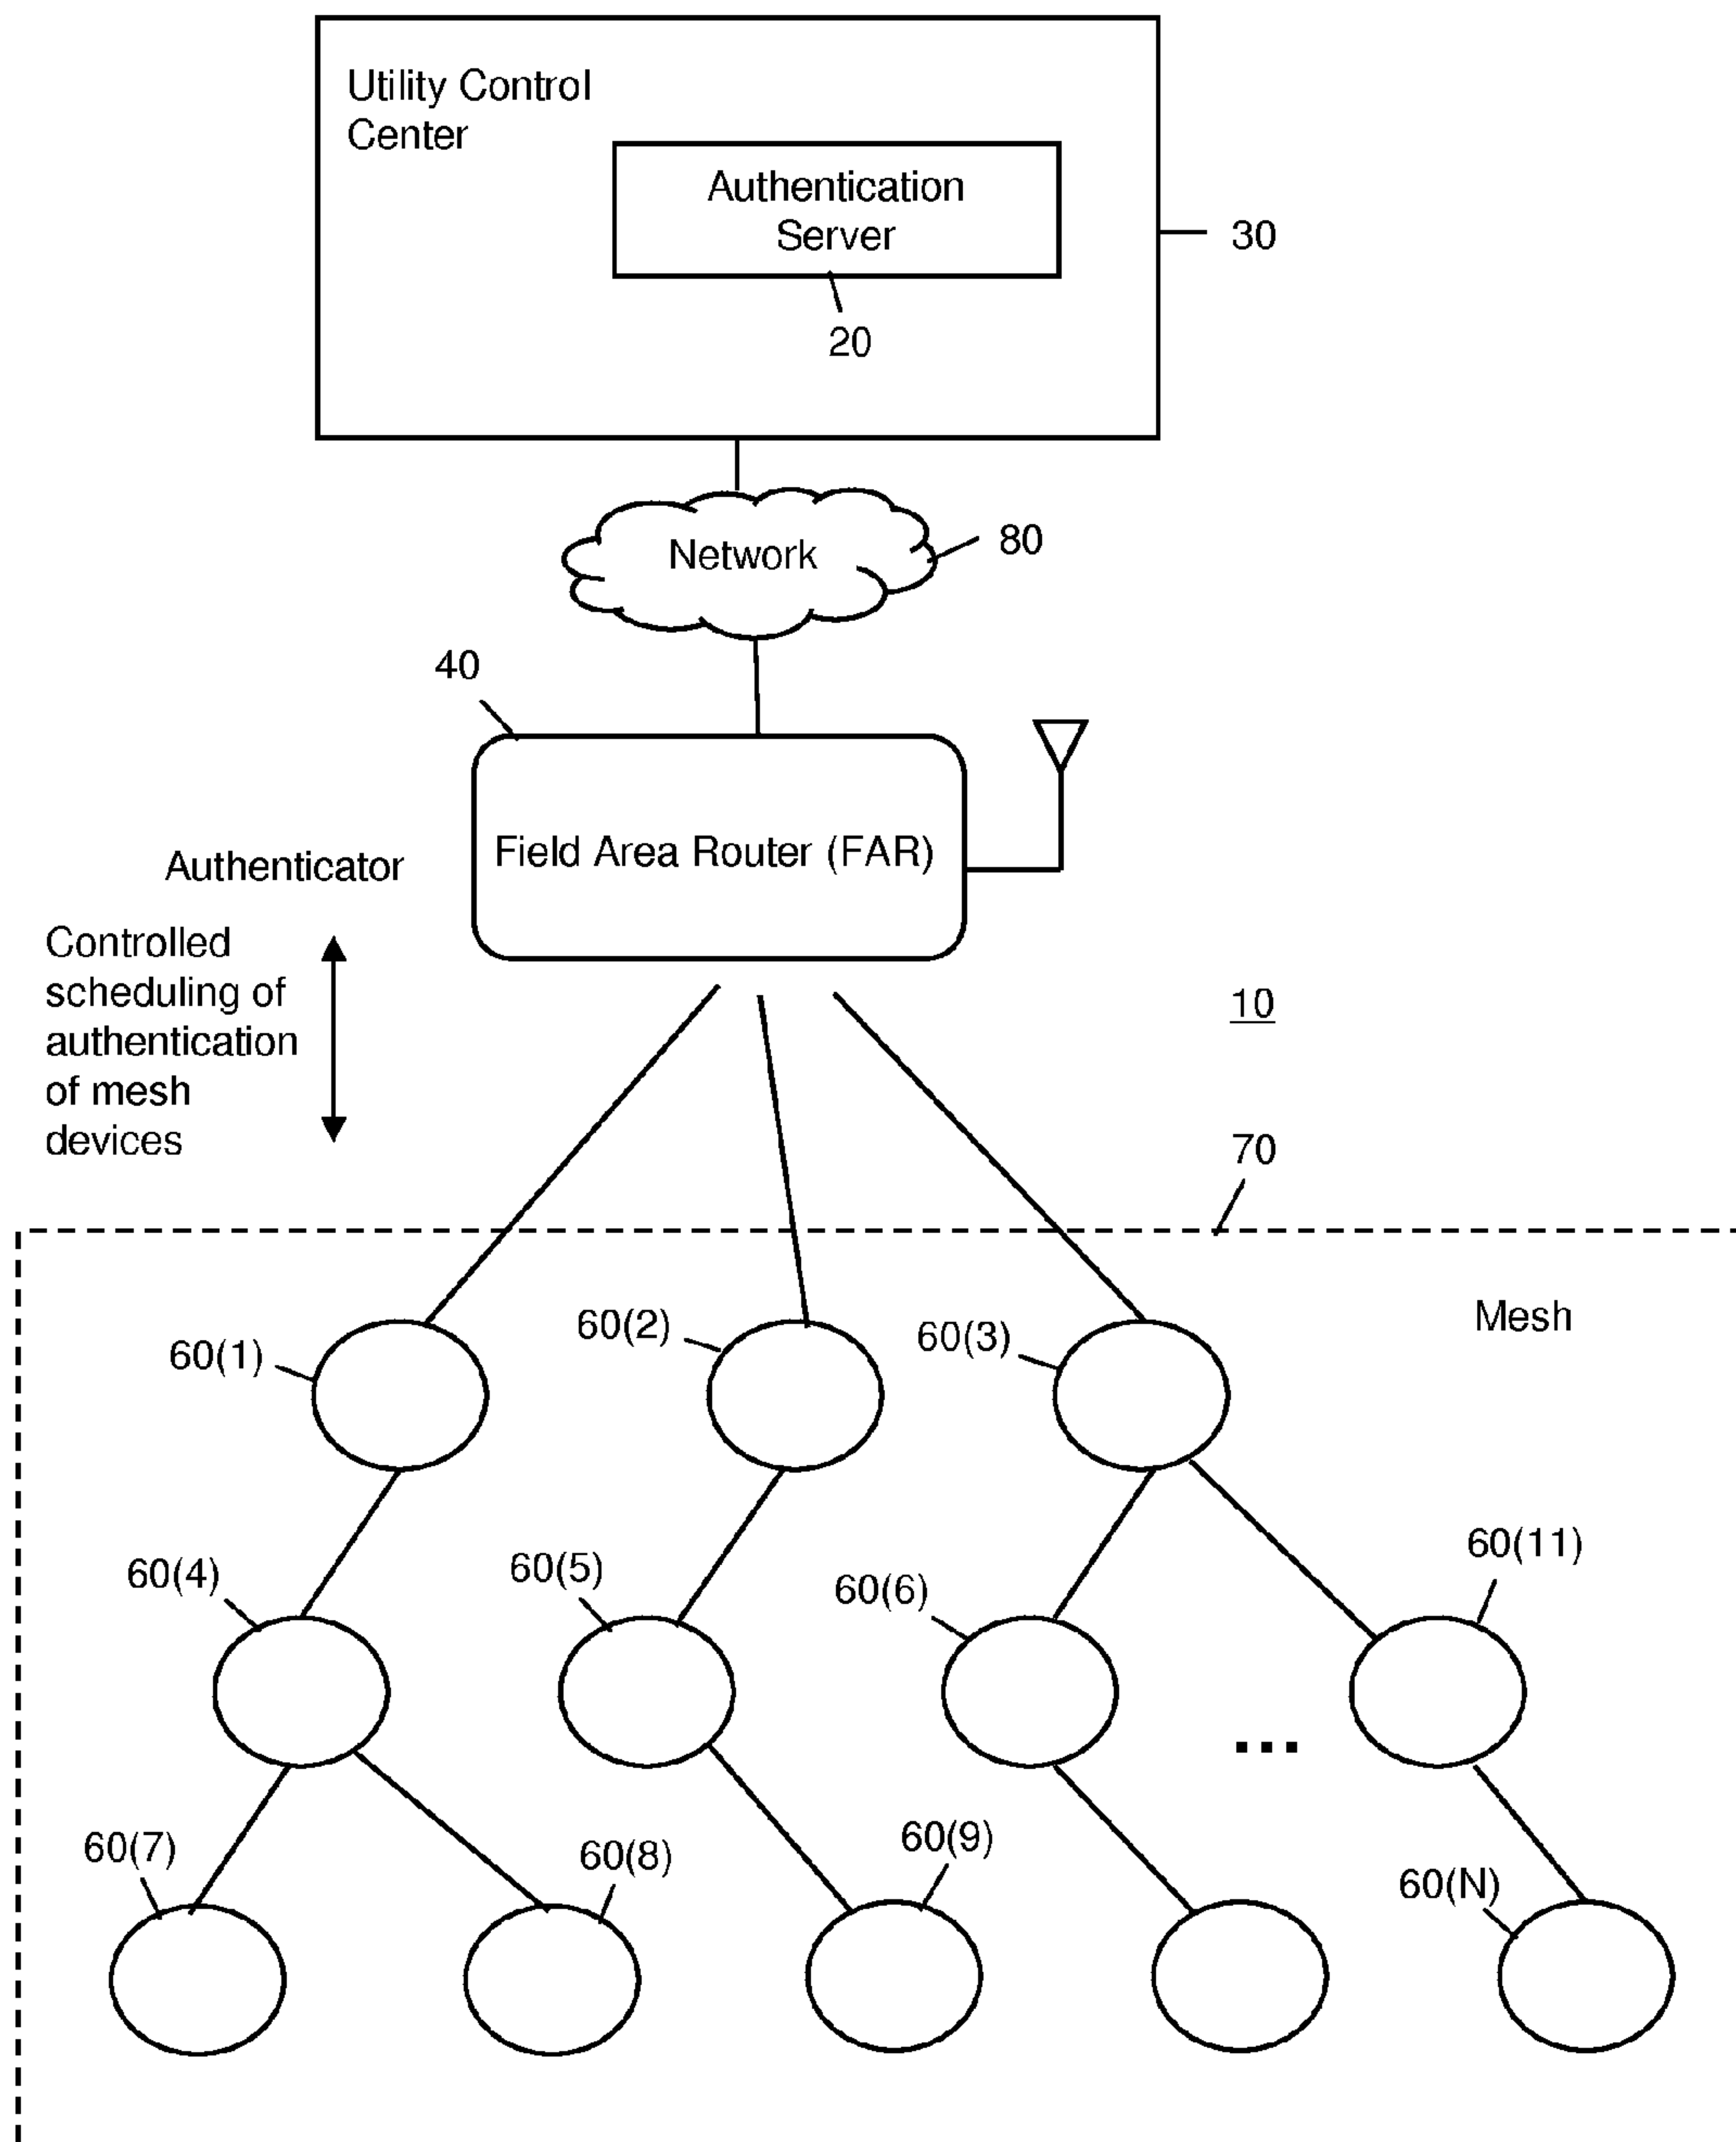 Utility Control
Center
Authentication
Server
30
20
Network
80
40
Field Area Router (FAR)
Authenticator
Controlled
scheduling of
authentication
of mesh
devices
10
70
Mesh
60(1)
60(2)
60(3)
60(4)
60(5)
60(6)
60(11)
...
60(7)
60(8)
60(9)
60(N)